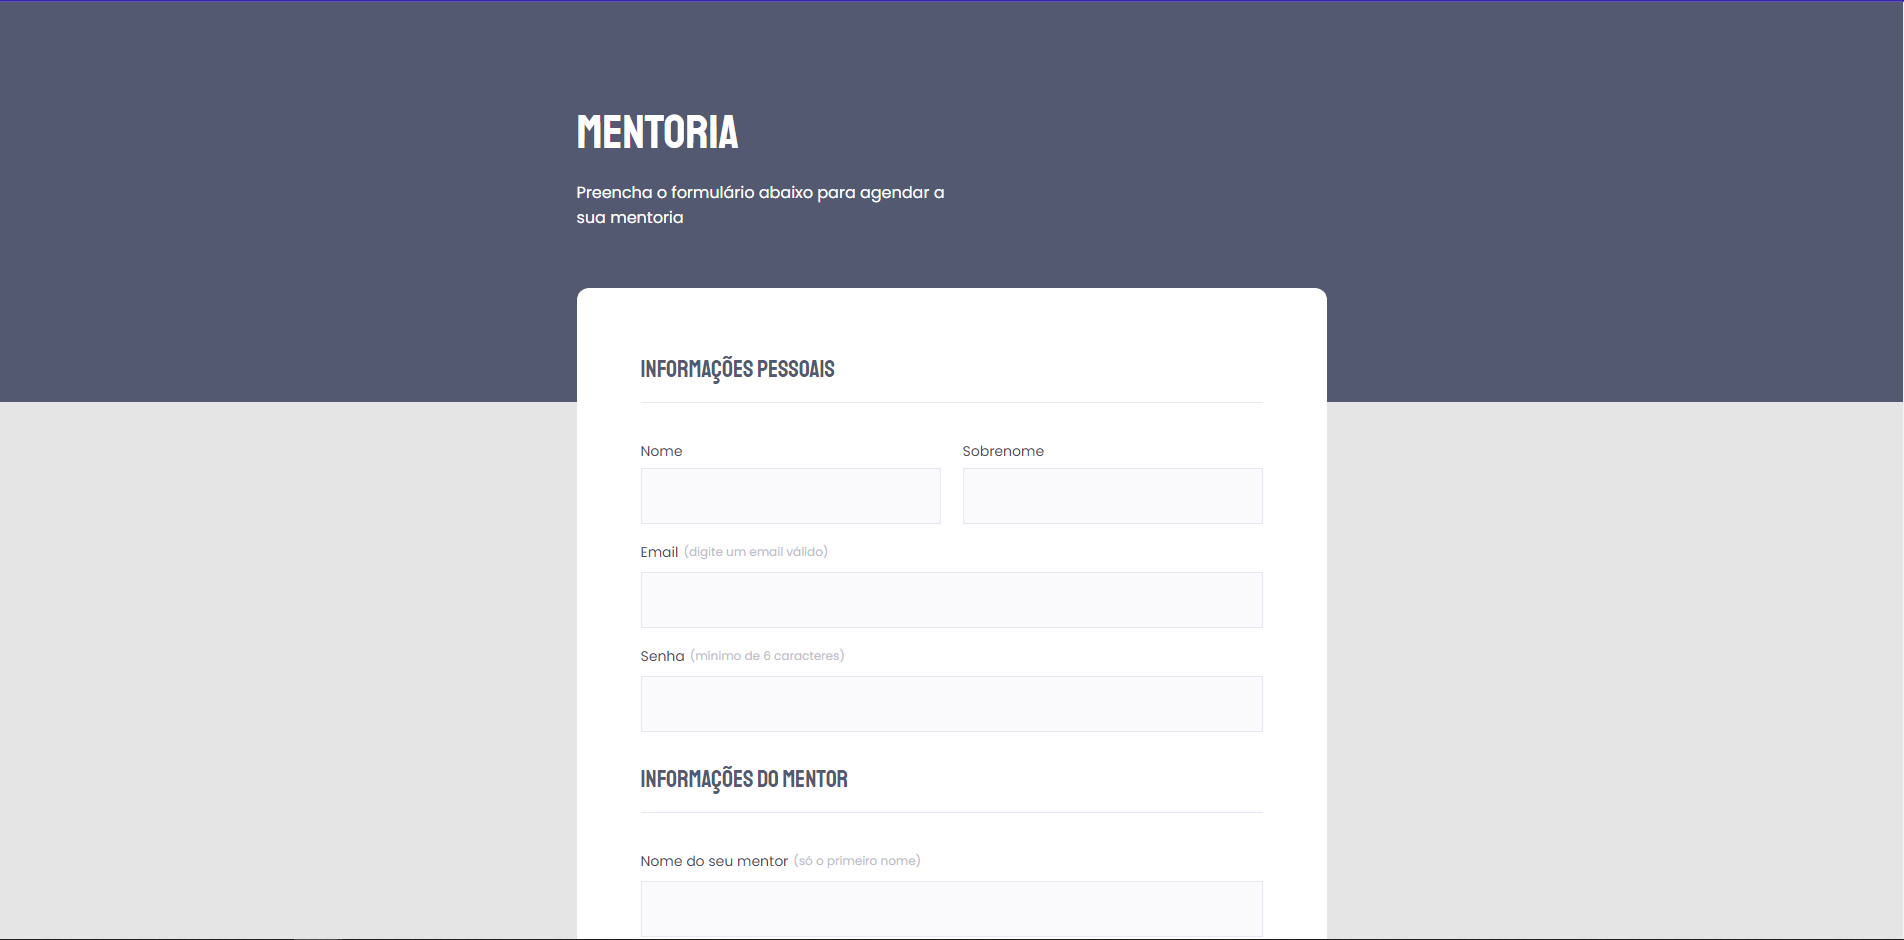 MENTORIA
Preencha o formulário abaixo para agendar a
sua mentoria
INFORMAÇÕES PESSOAIS
Nome
Sobrenome
Email (digite um email válido)
Senha (mínimo de 6 caracteres)
INFORMAÇÕES DO MENTOR
Nome do seu mentor (só o primeiro nome)